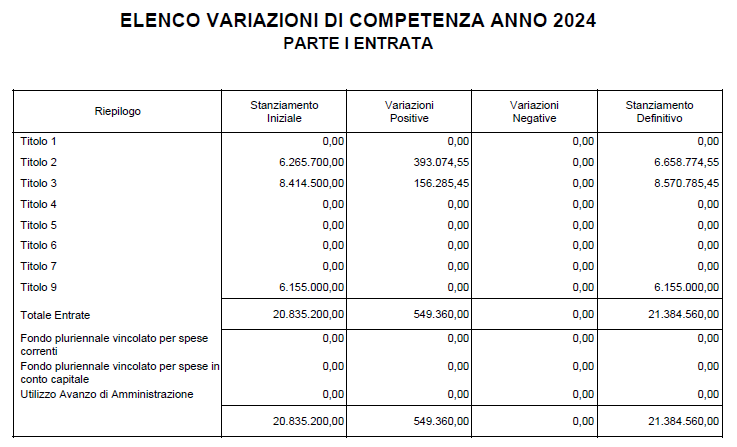 ELENCO VARIAZIONI DI COMPETENZA ANNO 2024
PARTE I ENTRATA
Riepilogo Stanziamento Iniziale Variazioni Positive Variazioni Negative Stanziamento Definitivo
Titolo 1 0,00 0,00 0,00 0,00
Titolo 2 6.265.700,00 393.074,55 0,00 6.658.774,55
Titolo 3 8.414.500,00 156.285,45 0,00 8.570.785,45
Titolo 4 0,00 0,00 0,00 0,00
Titolo 5 0,00 0,00 0,00 0,00
Titolo 6 0,00 0,00 0,00 0,00
Titolo 7 0,00 0,00 0,00 0,00
Titolo 9 6.155.000,00 0,00 0,00 6.155.000,00
Totale Entrate 20.835.200,00 549.360,00 0,00 21.384.560,00
Fondo pluriennale vincolato per spese 0,00 0,00 0,00 0,00
correnti
Fondo pluriennale vincolato per spese in 0,00 0,00 0,00 0,00
conto capitale
Utilizzo Avanzo di Amministrazione 0,00 0,00 0,00 0,00
20.835.200,00 549.360,00 0,00 21.384.560,00